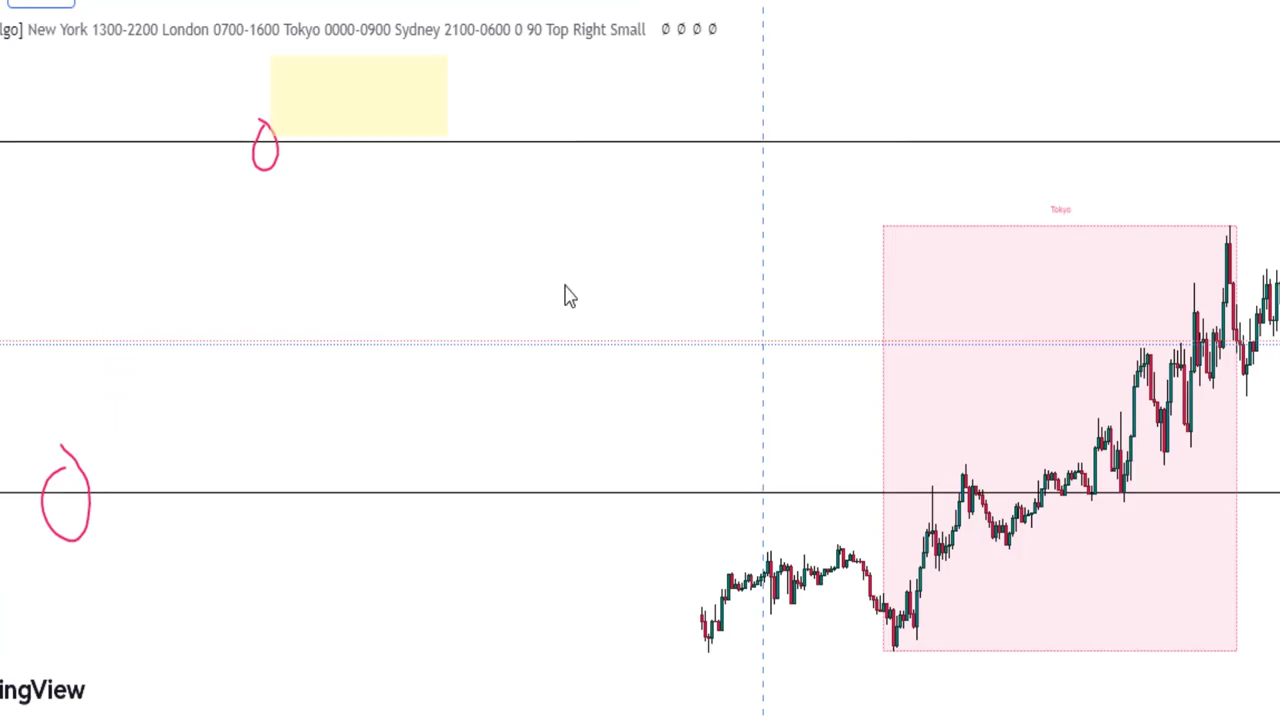 lgo] New York 1300-2200 London 0700-1600 Tokyo 0000-0900 Sydney 2100-0600 0 90 Top Right Small ∅ ∅ ∅ ∅
Tokyo
ingView